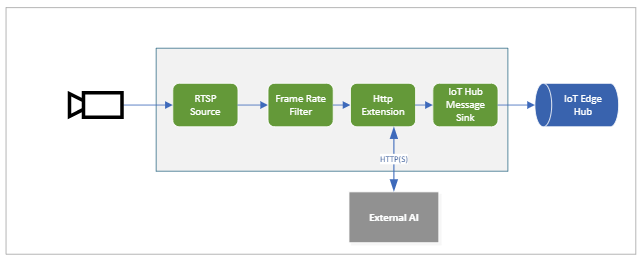 RTSP
Source
Frame Rate
Filter
Http
Extension
IoT Hub
Message
Sink
IoT Edge
Hub
HTTP(S)
External AI